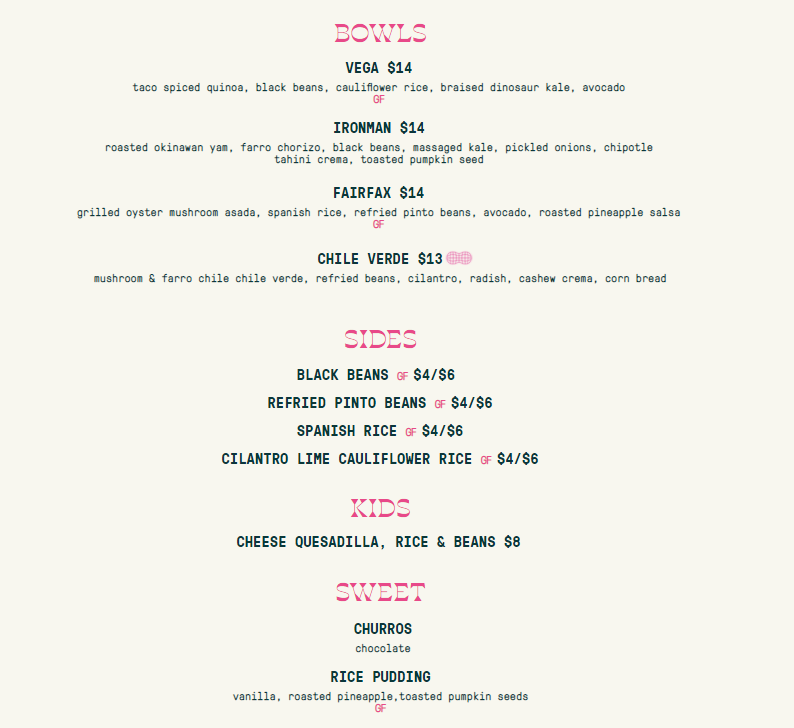 BOWLS
VEGA $14
taco spiced quinoa, black beans, cauliflower rice, braised dinosaur kale, avocado
GF
IRONMAN $14
roasted okinawan yam, farro chorizo, black beans, massaged kale, pickled onions, chipotle
tahini crema, toasted pumpkin seed
FAIRFAX $14
grilled oyster mushroom asada, spanish rice, refried pinto beans, avocado, roasted pineapple salsa
GF
CHILE VERDE $13
mushroom & farro chile chile verde, refried beans, cilantro, radish, cashew crema, corn bread
SIDES
BLACK BEANS GF $4/$6
REFRIED PINTO BEANS GF $4/$6
SPANISH RICE GF $4/$6
CILANTRO LIME CAULIFLOWER RICE GF $4/$6
KIDS
CHEESE QUESADILLA, RICE & BEANS $8
SWEET
CHURROS
chocolate
RICE PUDDING
vanilla, roasted pineapple,toasted pumpkin seeds
GF